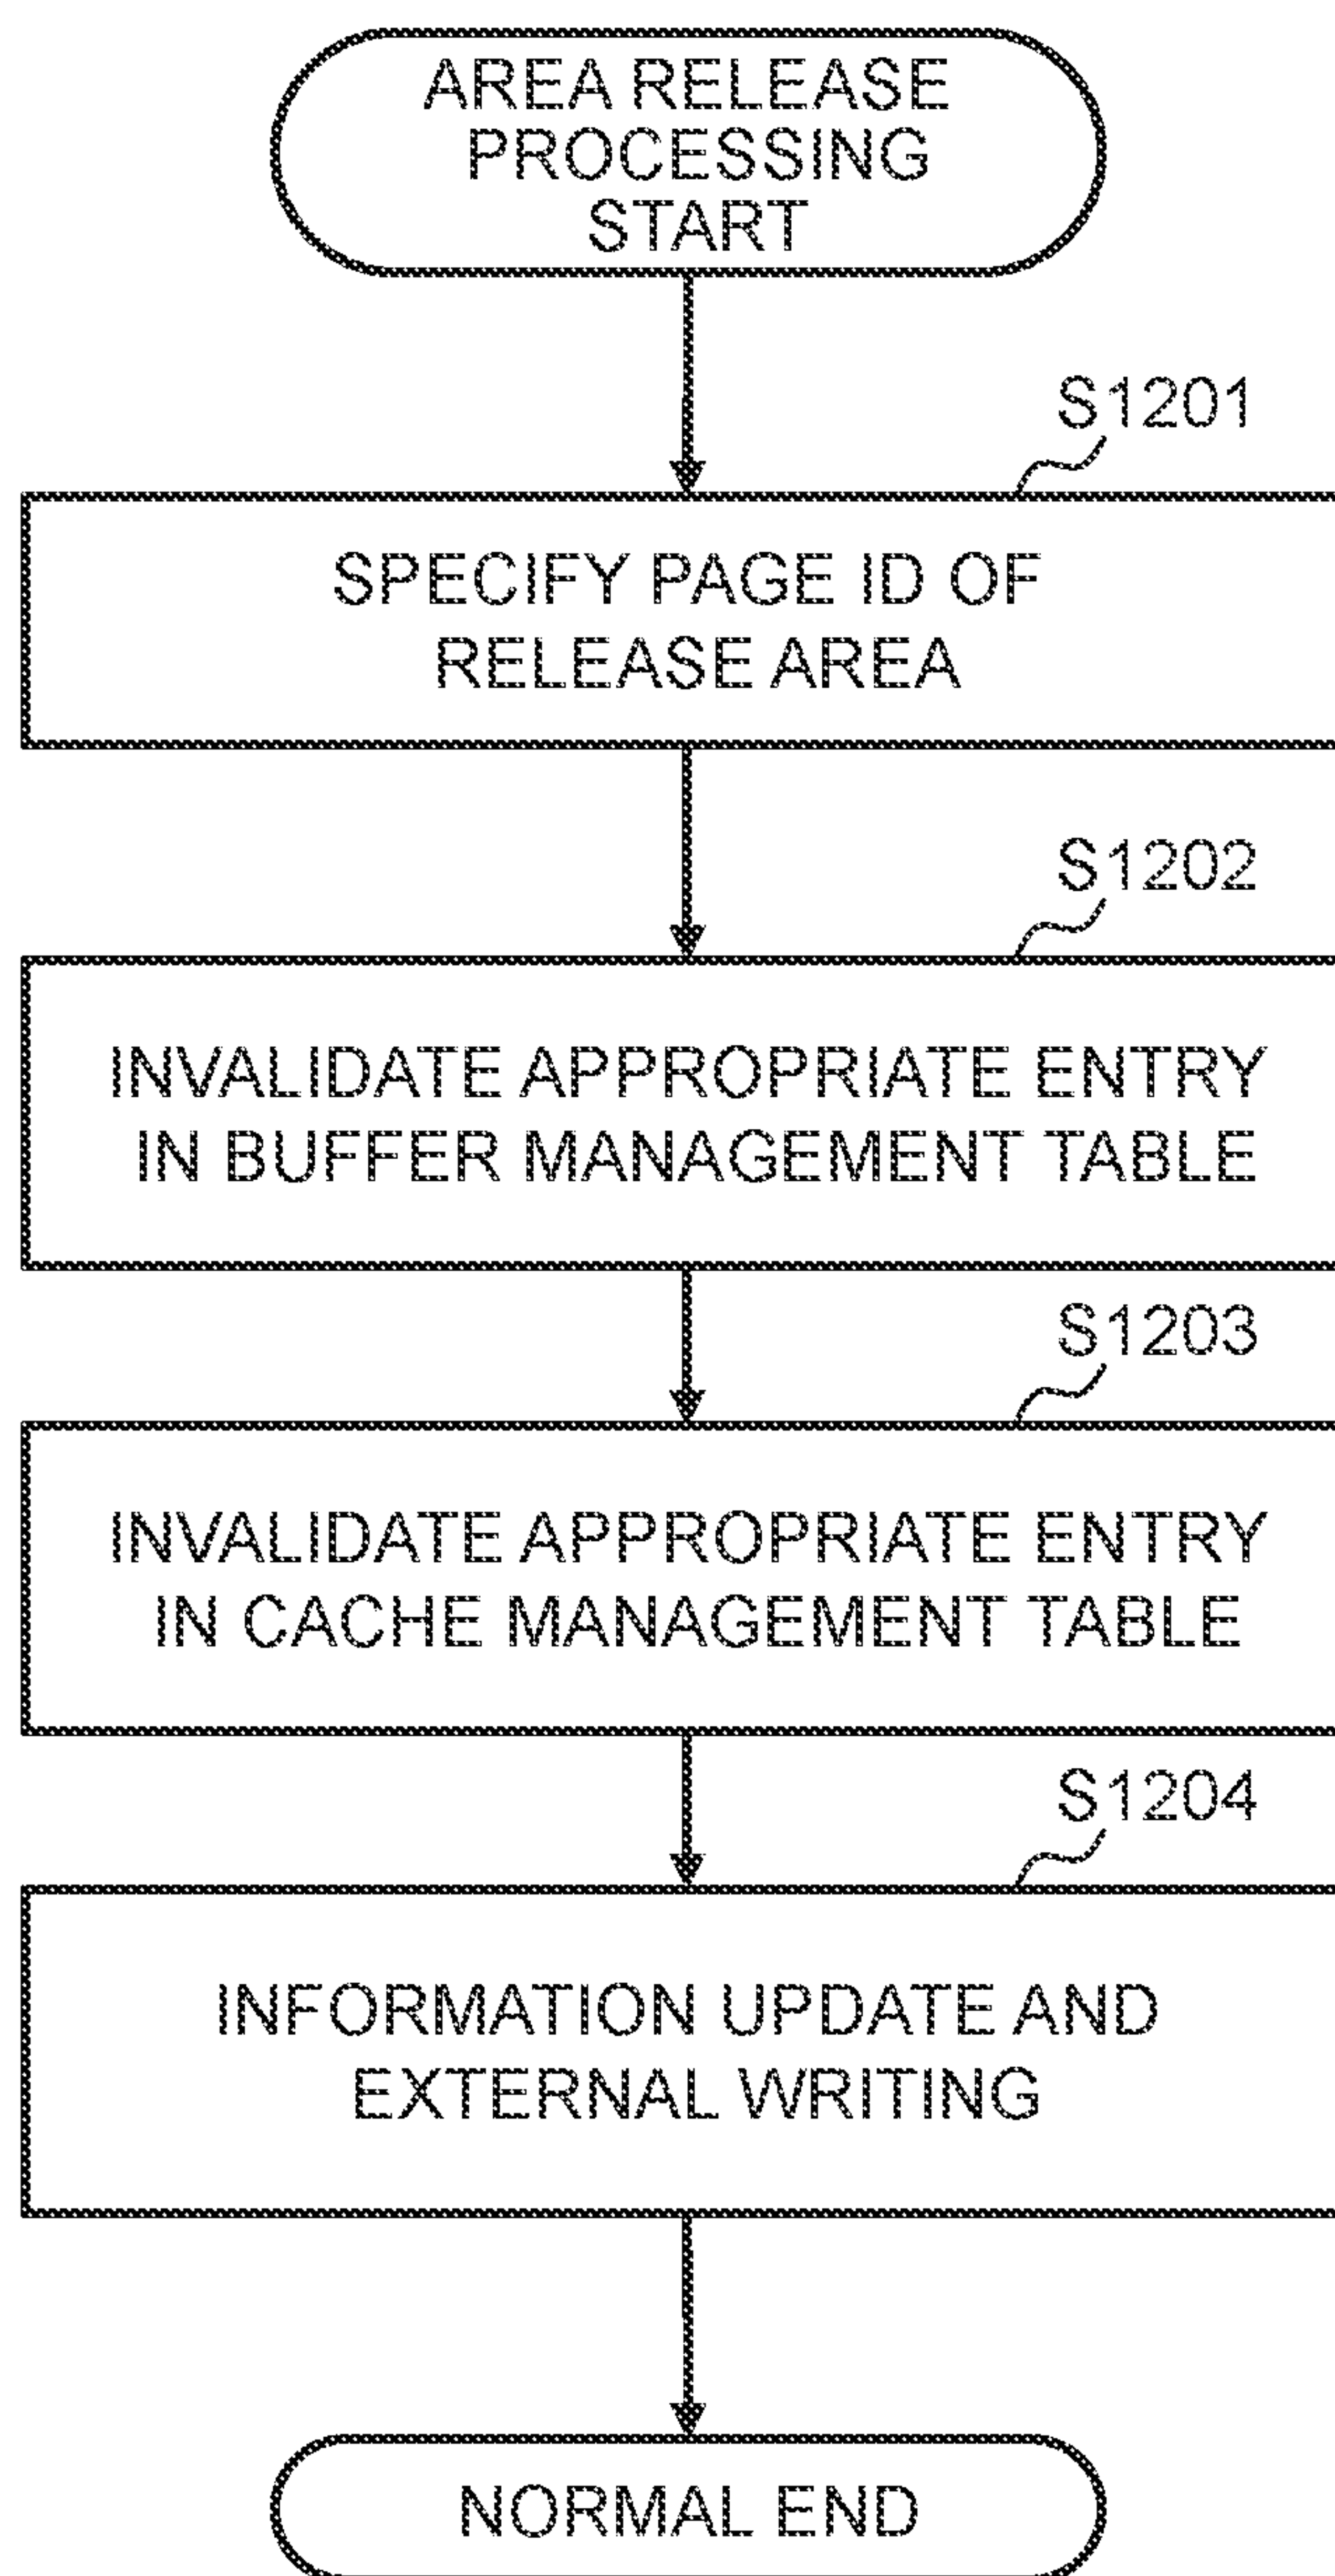 AREA RELEASE
PROCESSING
START
S1201
SPECIFY PAGE ID OF
RELEASE AREA
S1202
INVALIDATE APPROPRIATE ENTRY
IN BUFFER MANAGEMENT TABLE
S1203
INVALIDATE APPROPRIATE ENTRY
IN CACHE MANAGEMENT TABLE
S1204
INFORMATION UPDATE AND
EXTERNAL WRITING
NORMAL END